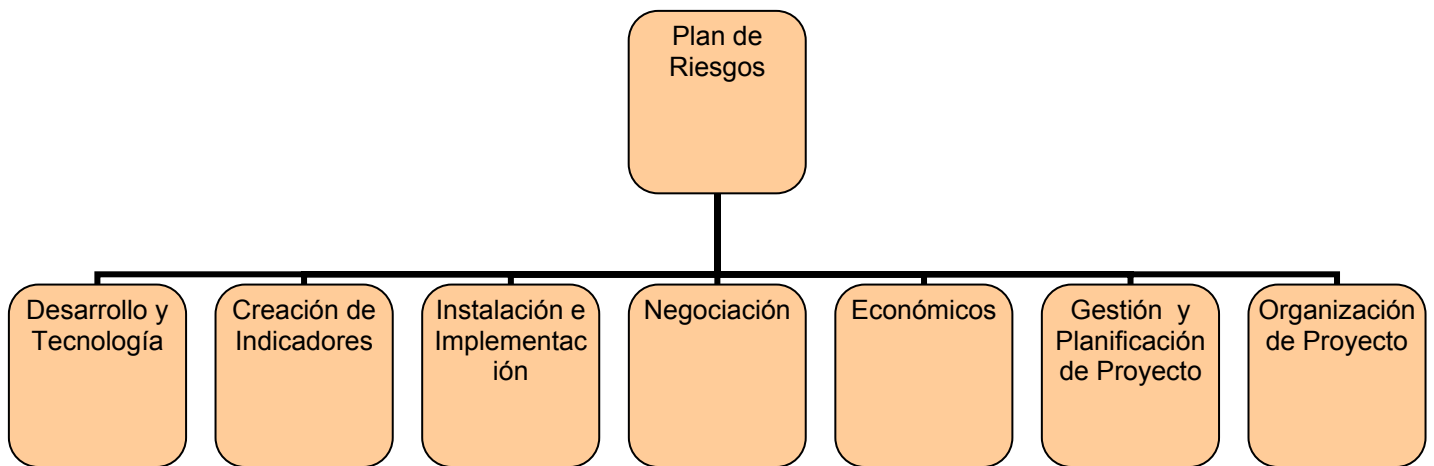 Plan de
Riesgos
Desarrollo y
Tecnología
Creación de
Indicadores
Instalación e
Implementac
ión
Negociación
Económicos
Gestión y
Planificación
de Proyecto
Organización
de Proyecto